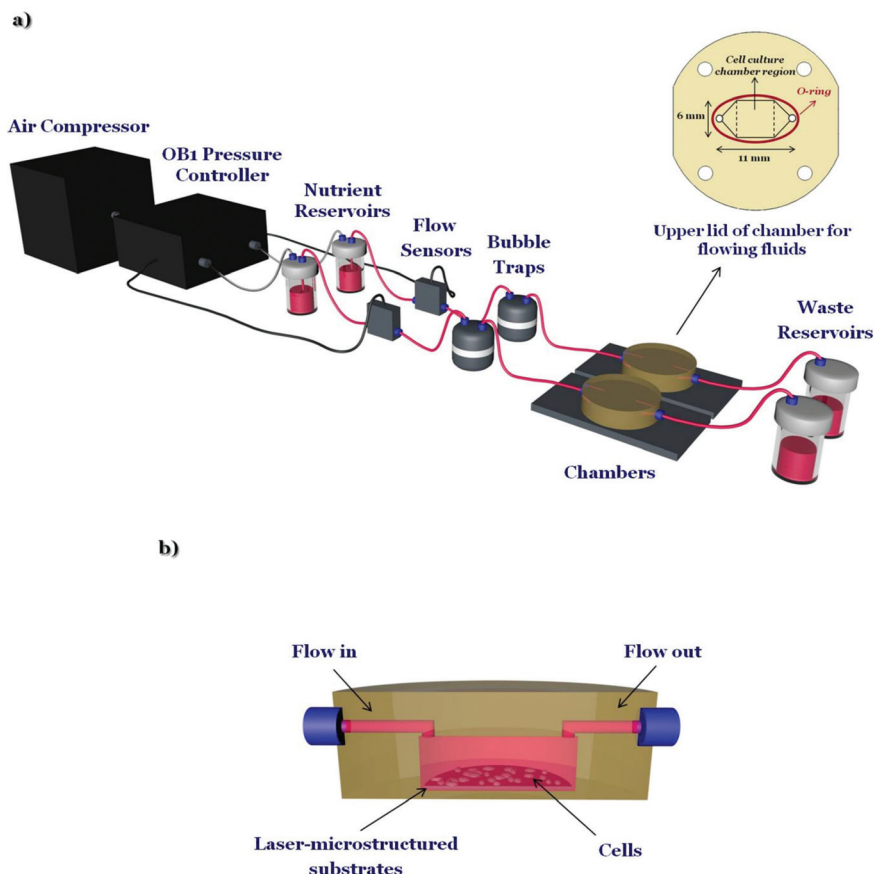 a)
Air Compressor
OB1 Pressure
Controller
Nutrient
Reservoirs
Flow
Sensors
Bubble
Traps
Cell culture
chamber region
O-ring
6 mm
11 mm
Upper lid of chamber for
flowing fluids
Waste
Reservoirs
Chambers
b)
Flow in
Flow out
Laser-microstructured
substrates
Cells